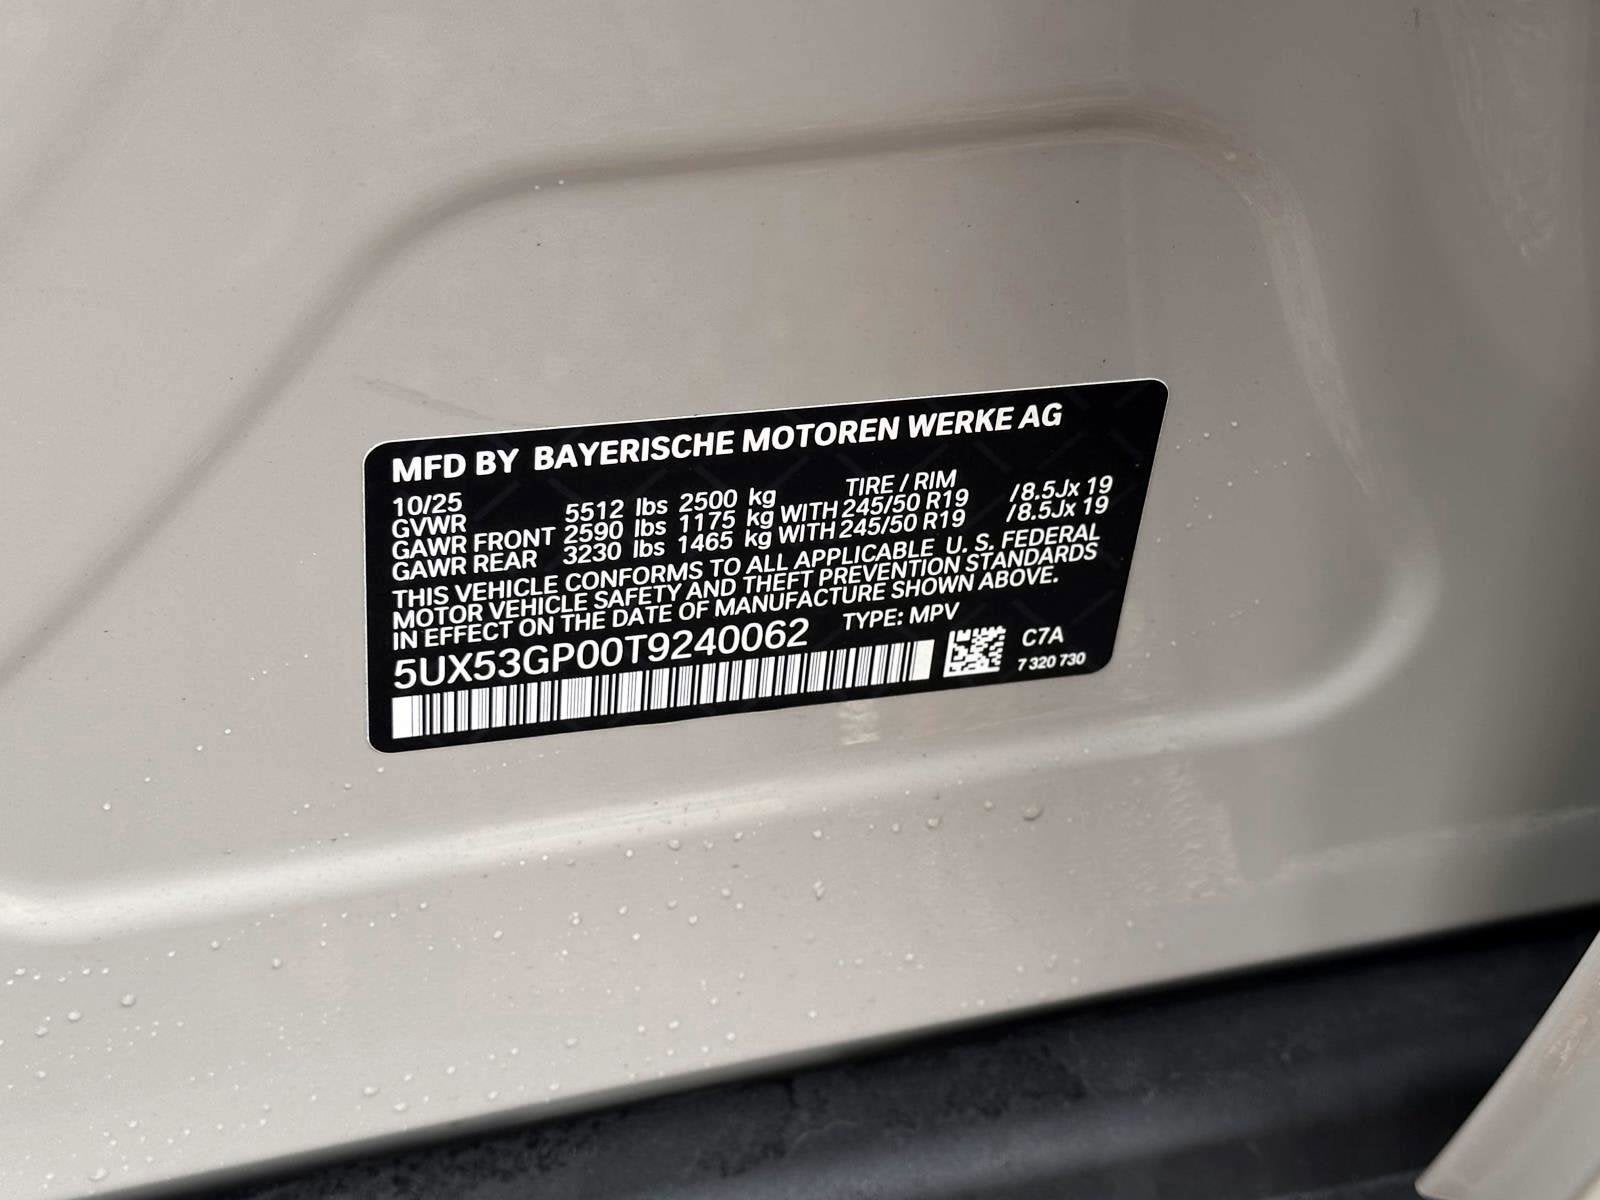 MFD BY BAYERISCHE MOTOREN WERKE AG
10/25 TIRE / RIM
GVWR 5512 lbs 2500 kg
GAWR FRONT 2590 lbs 1175 kg WITH 245/50 R19 /8.5Jx 19
GAWR REAR 3230 lbs 1465 kg WITH 245/50 R19 /8.5Jx 19
THIS VEHICLE CONFORMS TO ALL APPLICABLE U. S. FEDERAL
MOTOR VEHICLE SAFETY AND THEFT PREVENTION STANDARDS
IN EFFECT ON THE DATE OF MANUFACTURE SHOWN ABOVE.
5UX53GP00T9240062 TYPE: MPV
C7A
7 320 730